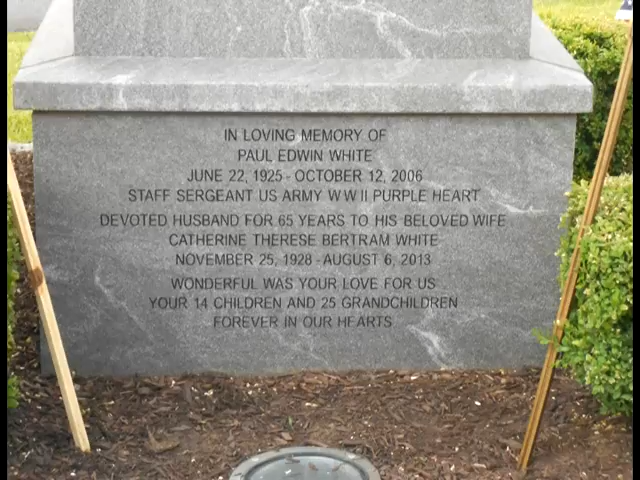 IN LOVING MEMORY OF
PAUL EDWIN WHITE
JUNE 22, 1925 - OCTOBER 12, 2006
STAFF SERGEANT US ARMY WW II PURPLE HEART
DEVOTED HUSBAND FOR 65 YEARS TO HIS BELOVED WIFE
CATHERINE THERESE BERTRAM WHITE
NOVEMBER 25, 1928 - AUGUST 6, 2013
WONDERFUL WAS YOUR LOVE FOR US
YOUR 14 CHILDREN AND 25 GRANDCHILDREN
FOREVER IN OUR HEARTS